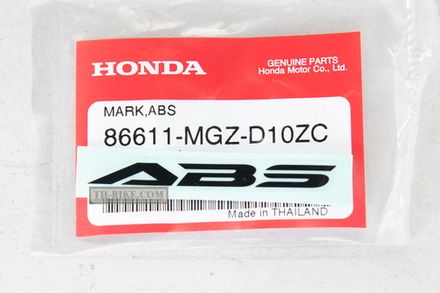 HONDA
GENUINE PARTS
Honda Motor Co., Ltd.
MARK,ABS
86611-MGZ-D10ZC
ABS
TH-BIKE.COM
Made in THAILAND